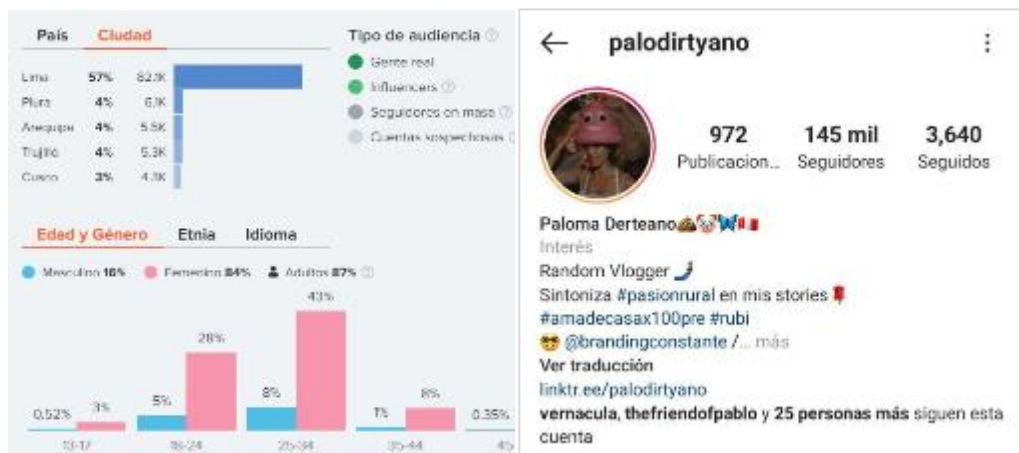 País Ciudad
Lima 57% 82.1K
Piura 4% 6.1K
Arequipa 4% 5.5K
Trujillo 4% 5.3K
Cusco 3% 4.1K
Tipo de audiencia
Gente real
Influencers
Seguidores en masa
Cuentas sospechosas
Edad y Género Etnia Idioma
Masculino 16% Femenino 84% Adultos 87%
0.52% 3% 5% 28% 8% 43% 1% 8% 0.35%
13-17 18-24 25-34 35-44 45
palodirtyano
972 145 mil 3,640
Publicacion... Seguidores Seguidos
Paloma Derteano💩🤡🦋🇵🇪
Interés
Random Vlogger 🤳
Sintoniza #pasionrural en mis stories🌹
#amadecasax100pre #rubi
🤓 @brandingconstante /... más
Ver traducción
linktr.ee/palodirtyano
vernacula, thefriendofpablo y 25 personas más siguen esta
cuenta